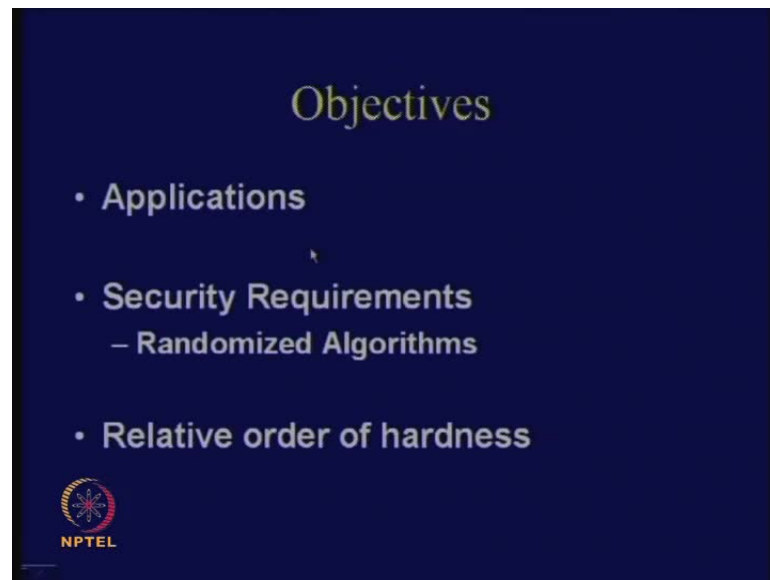 Objectives
• Applications
• Security Requirements
– Randomized Algorithms
• Relative order of hardness
NPTEL